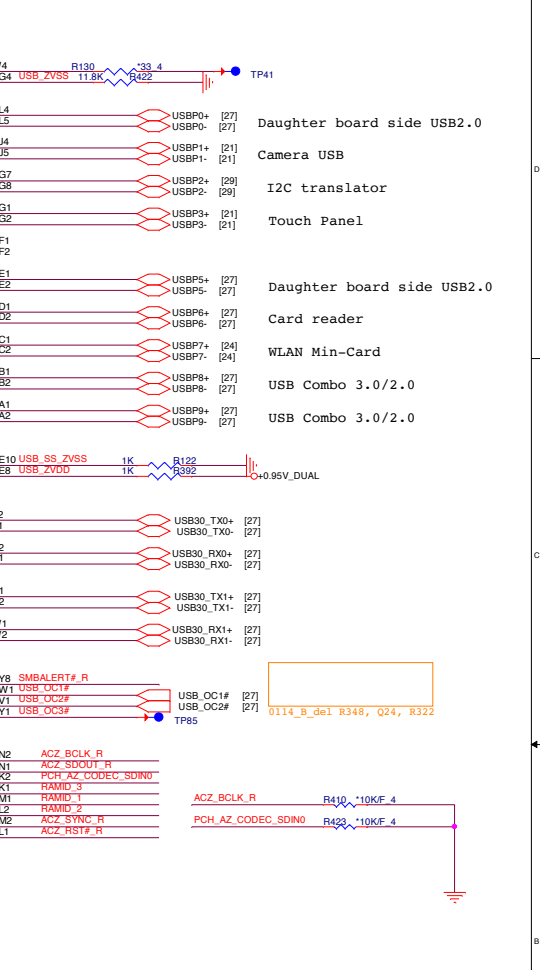 R130 *33_4
G4 USB_ZVSS 11.8K R422
TP41
USBP0+ [27]
USBP0- [27]
Daughter board side USB2.0
J4
J5
USBP1+ [21]
USBP1- [21]
Camera USB
G7
G8
USBP2+ [29]
USBP2- [29]
I2C translator
G1
G2
USBP3+ [21]
USBP3- [21]
Touch Panel
F1
F2
E1
E2
USBP5+ [27]
USBP5- [27]
Daughter board side USB2.0
D1
D2
USBP6+ [27]
USBP6- [27]
Card reader
C1
C2
USBP7+ [24]
USBP7- [24]
WLAN Min-Card
B1
B2
USBP8+ [27]
USBP8- [27]
USB Combo 3.0/2.0
A1
A2
USBP9+ [27]
USBP9- [27]
USB Combo 3.0/2.0
E10 USB_SS_ZVSS 1K R122
E8 USB_ZVDD 1K R392
+0.95V_DUAL
USB30_TX0+ [27]
USB30_TX0- [27]
USB30_RX0+ [27]
USB30_RX0- [27]
USB30_TX1+ [27]
USB30_TX1- [27]
USB30_RX1+ [27]
USB30_RX1- [27]
Y8 SMBALERT#_R
W1 USB_OC1#
V1 USB_OC2#
Y1 USB_OC3#
USB_OC1# [27]
USB_OC2# [27]
TP85
0114_B_del R348, Q24, R322
N2 ACZ_BCLK_R
N1 ACZ_SDOUT_R
K2 PCH_AZ_CODEC_SDIN0
K1 RAMID_3
M1 RAMID_1
L2 RAMID_2
M2 ACZ_SYNC_R
L1 ACZ_RST#_R
ACZ_BCLK_R R410 *10K/F_4
PCH_AZ_CODEC_SDIN0 R423 *10K/F_4
D
C
B